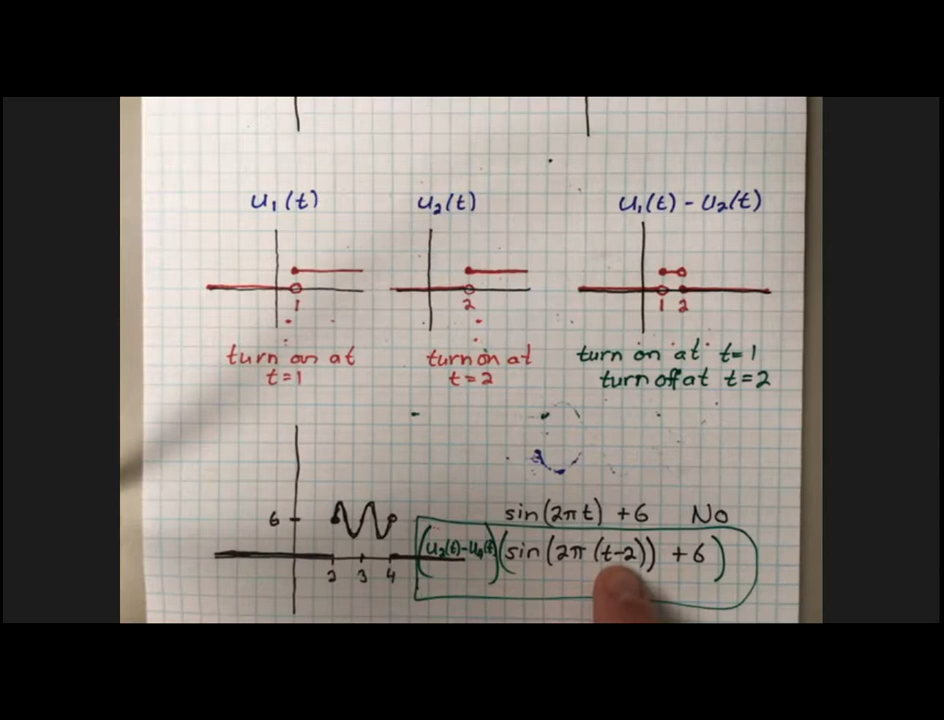 u₁(t) u₂(t) u₁(t) - u₂(t)
1 2 1 2
turn on at turn on at turn on at t=1
t=1 t=2 turn off at t=2
6 sin(2πt) +6 No
(u₂(t)-u₄(t))(sin(2π(t-2)) +6)
2 3 4